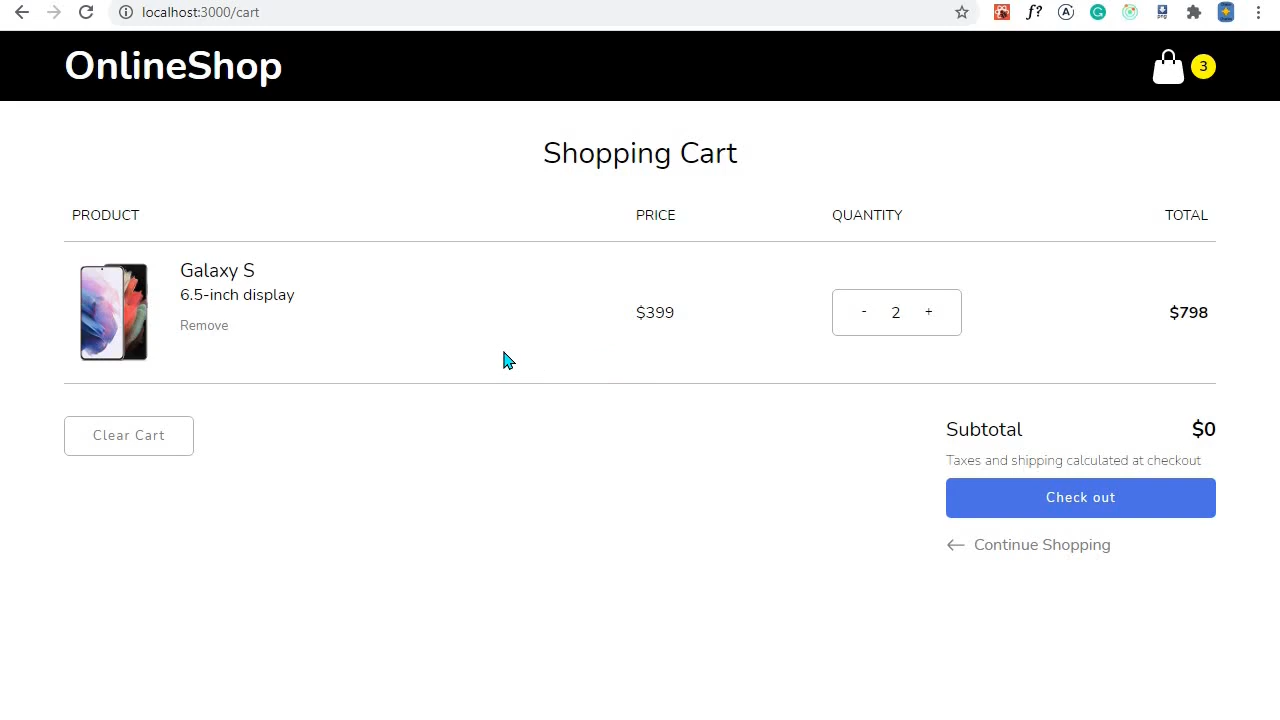 localhost:3000/cart
f?
A
G
OnlineShop
3
Shopping Cart
PRODUCT PRICE QUANTITY TOTAL
Galaxy S
6.5-inch display
Remove
$399 - 2 + $798
Clear Cart
Subtotal $0
Taxes and shipping calculated at checkout
Check out
Continue Shopping